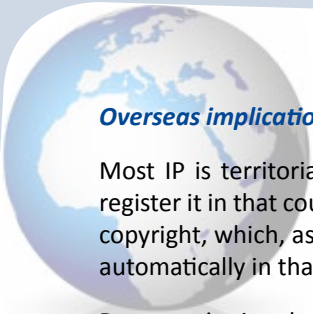 Overseas implicatio
Most IP is territoria
register it in that cou
copyright, which, as
automatically in tha